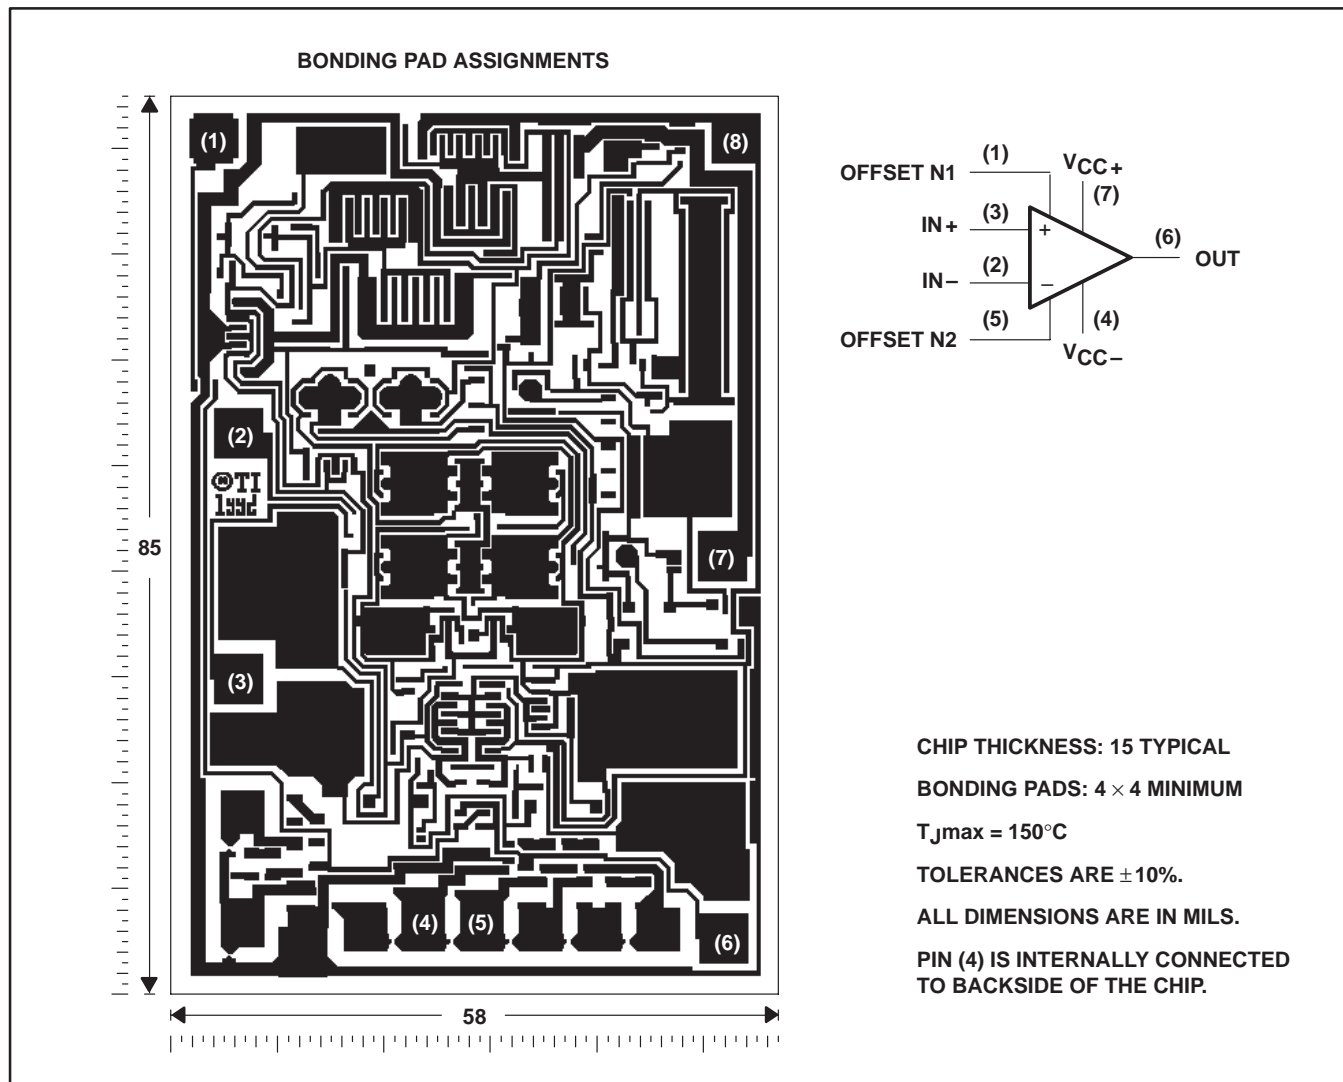 BONDING PAD ASSIGNMENTS
(1)
(8)
(2)
®TI
(7)
85
(3)
(4)
(5)
(6)
58
OFFSET N1
(1)
VCC+
(7)
IN+
(3)
+
(6)
OUT
IN−
(2)
−
(5)
(4)
OFFSET N2
VCC−
CHIP THICKNESS: 15 TYPICAL
BONDING PADS: 4 × 4 MINIMUM
TJmax = 150°C
TOLERANCES ARE ±10%.
ALL DIMENSIONS ARE IN MILS.
PIN (4) IS INTERNALLY CONNECTED
TO BACKSIDE OF THE CHIP.